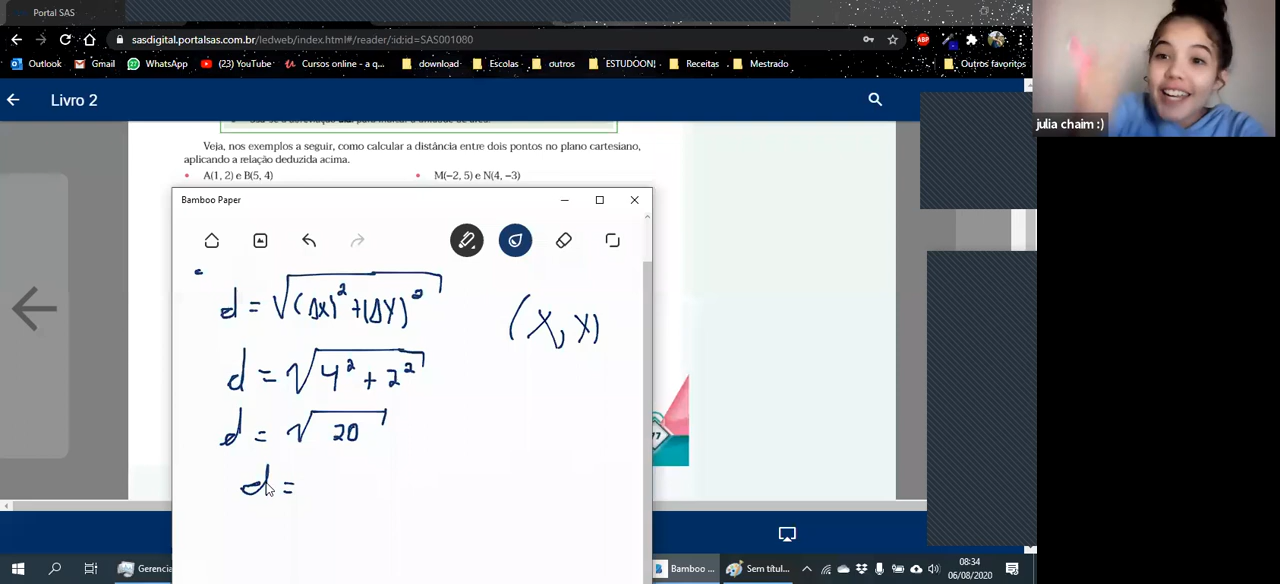 Portal SAS
sasdigital.portalsas.com.br/ledweb/index.html#/reader/:id:id=SAS001080
ABP
Outlook Gmail WhatsApp (23) YouTube Cursos online - a q... download Escolas outros ESTUDOON! Receitas Mestrado Outros favoritos
Livro 2
julia chaim :)
Veja, nos exemplos a seguir, como calcular a distância entre dois pontos no plano cartesiano,
aplicando a relação deduzida acima.
• A(1, 2) e B(5, 4) • M(−2, 5) e N(4, −3)
Bamboo Paper
d = √(Δx)² + (Δy)²
(x, y)
d = √4² + 2²
d = √20
d =
77
Gerencia Bamboo Sem títul...
08:34
06/08/2020